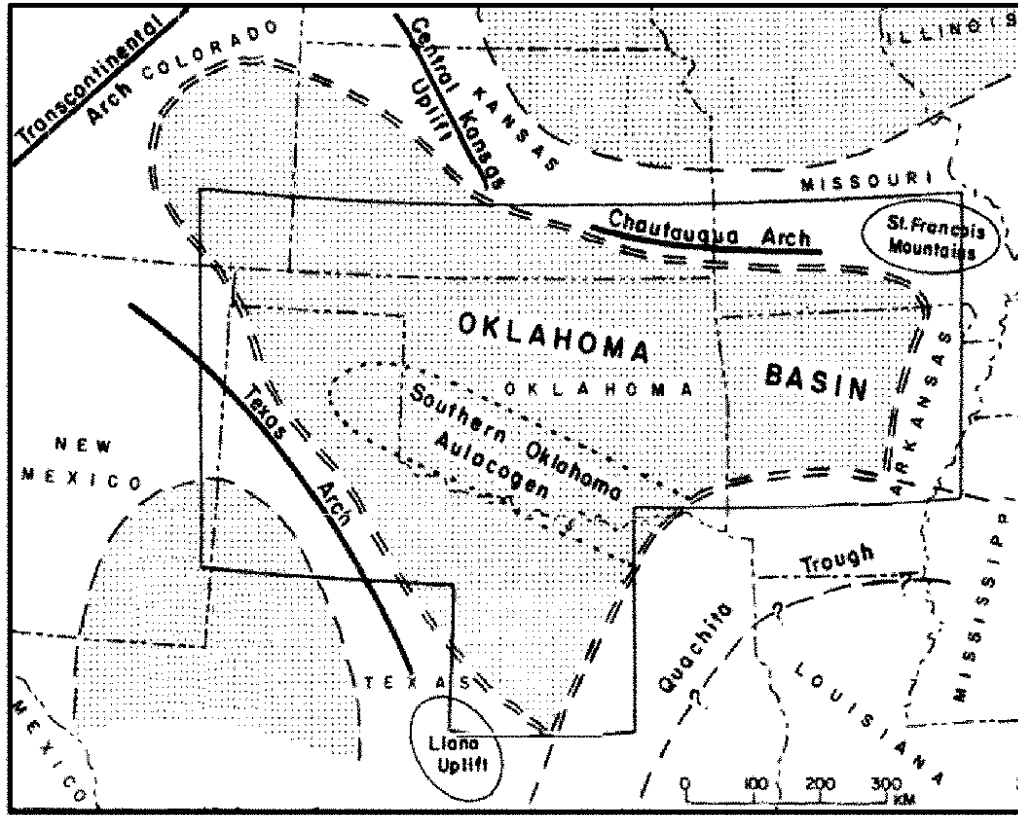 Transcontinental
Arch
COLORADO
Central Kansas
Uplift
KANSAS
ILLINOIS
MISSOURI
St. Francois
Mountains
Chautauqua Arch
OKLAHOMA
BASIN
OKLAHOMA
ARKANSAS
Southern Oklahoma
Aulacogen
Texas Arch
NEW
MEXICO
Trough
?
?
?
Ouachita
MISSISSIPP
LOUISIANA
TEXAS
Llano
Uplift
MEXICO
0 100 200 300
KM